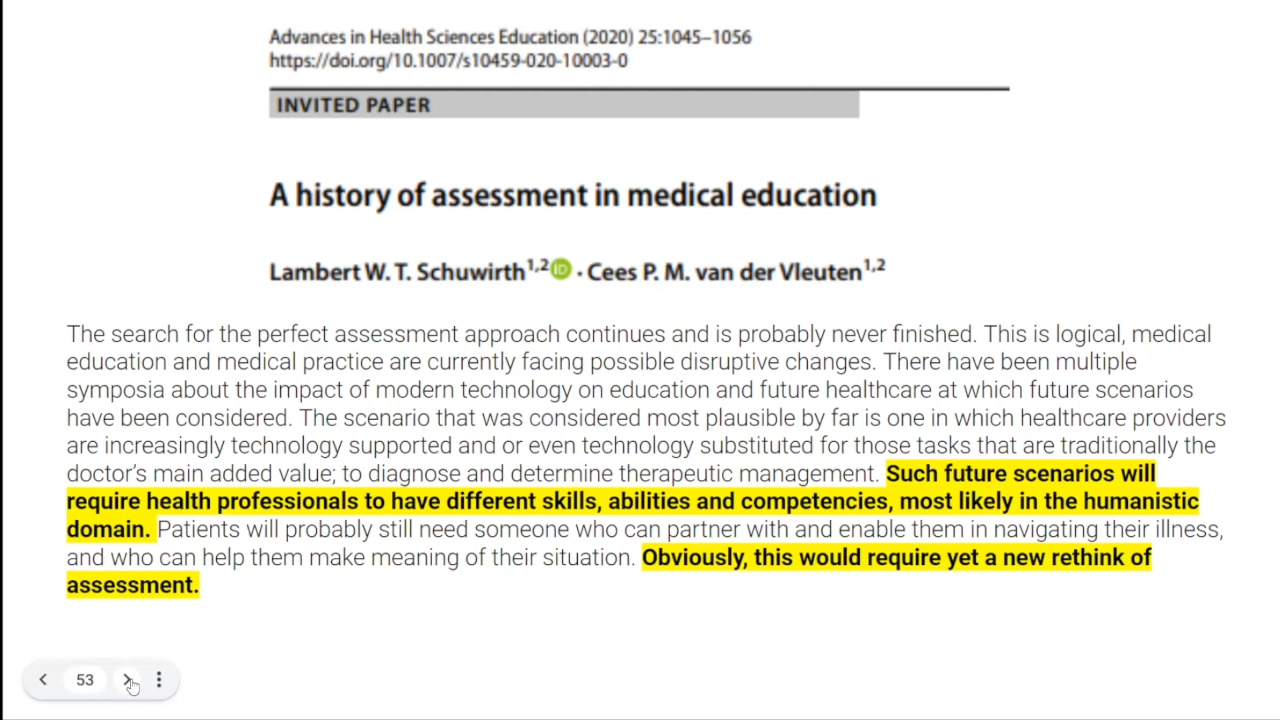 Advances in Health Sciences Education (2020) 25:1045–1056
https://doi.org/10.1007/s10459-020-10003-0
INVITED PAPER
A history of assessment in medical education
Lambert W. T. Schuwirth1,2 iD · Cees P. M. van der Vleuten1,2
The search for the perfect assessment approach continues and is probably never finished. This is logical, medical
education and medical practice are currently facing possible disruptive changes. There have been multiple
symposia about the impact of modern technology on education and future healthcare at which future scenarios
have been considered. The scenario that was considered most plausible by far is one in which healthcare providers
are increasingly technology supported and or even technology substituted for those tasks that are traditionally the
doctor's main added value; to diagnose and determine therapeutic management. Such future scenarios will
require health professionals to have different skills, abilities and competencies, most likely in the humanistic
domain. Patients will probably still need someone who can partner with and enable them in navigating their illness,
and who can help them make meaning of their situation. Obviously, this would require yet a new rethink of
assessment.
53